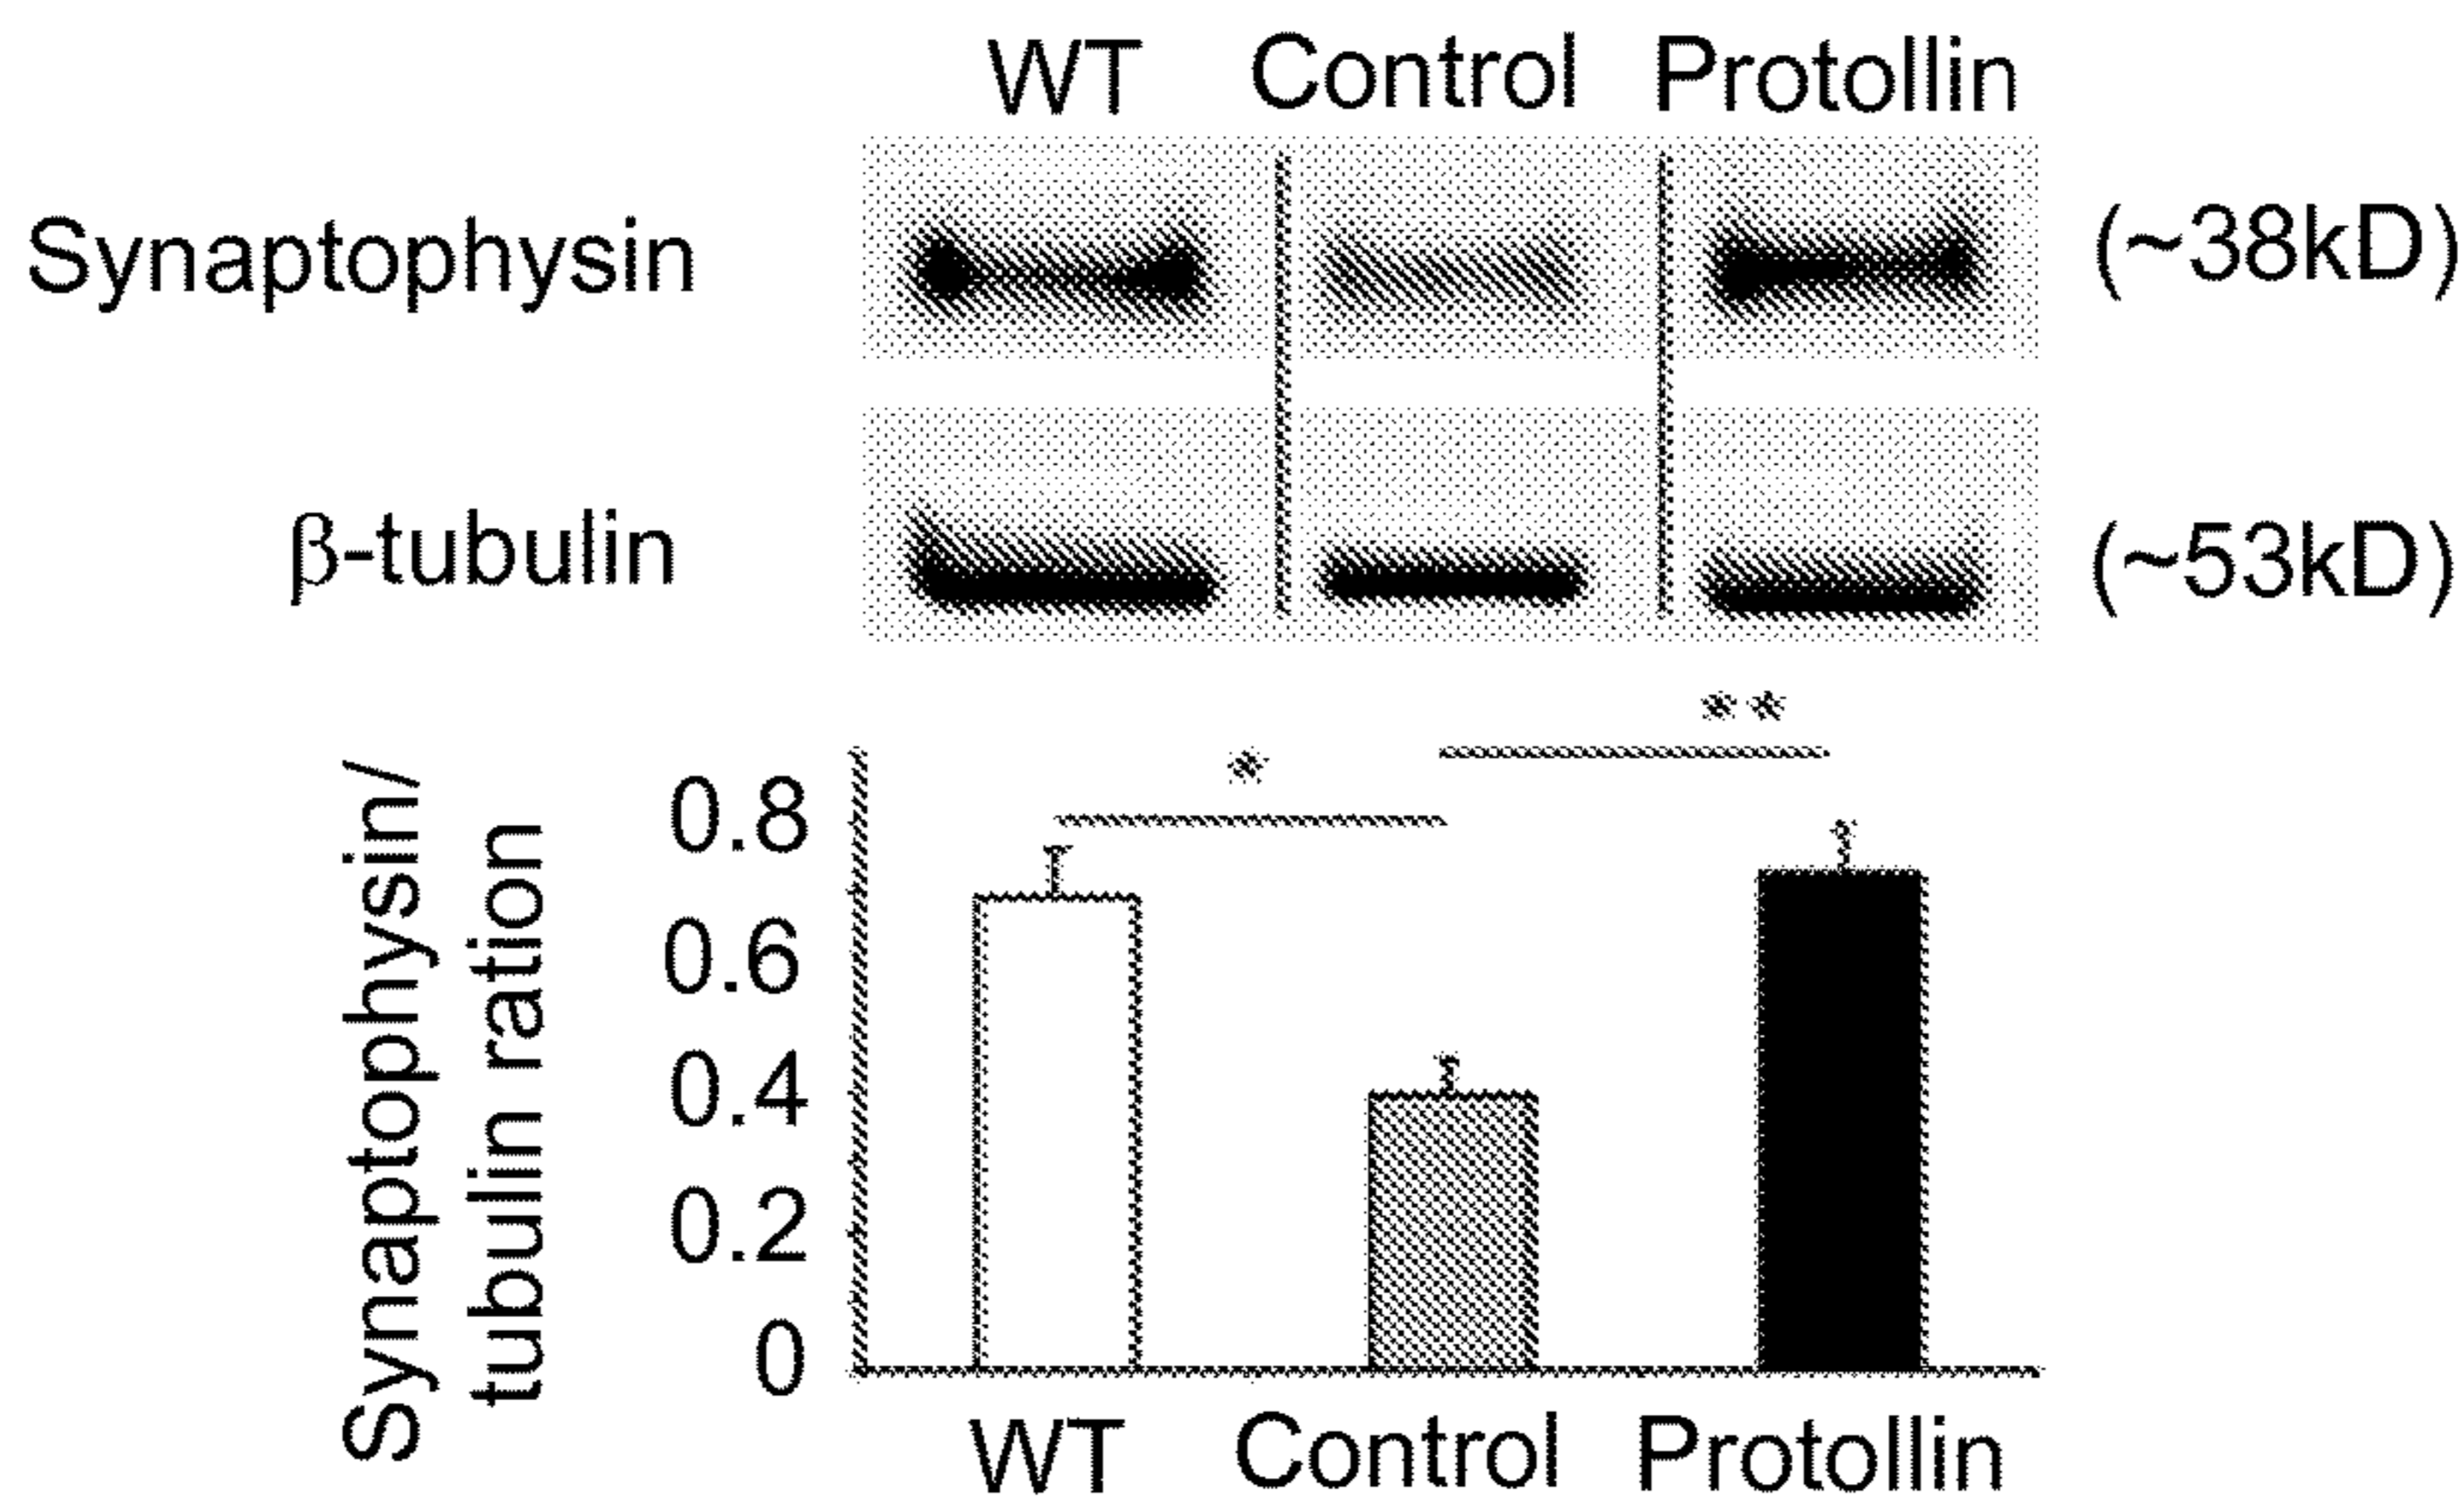 WT Control Protollin
Synaptophysin (~38kD)
β-tubulin (~53kD)
**
*
Synaptophysin/
tubulin ration
0.8
0.6
0.4
0.2
0
WT Control Protollin